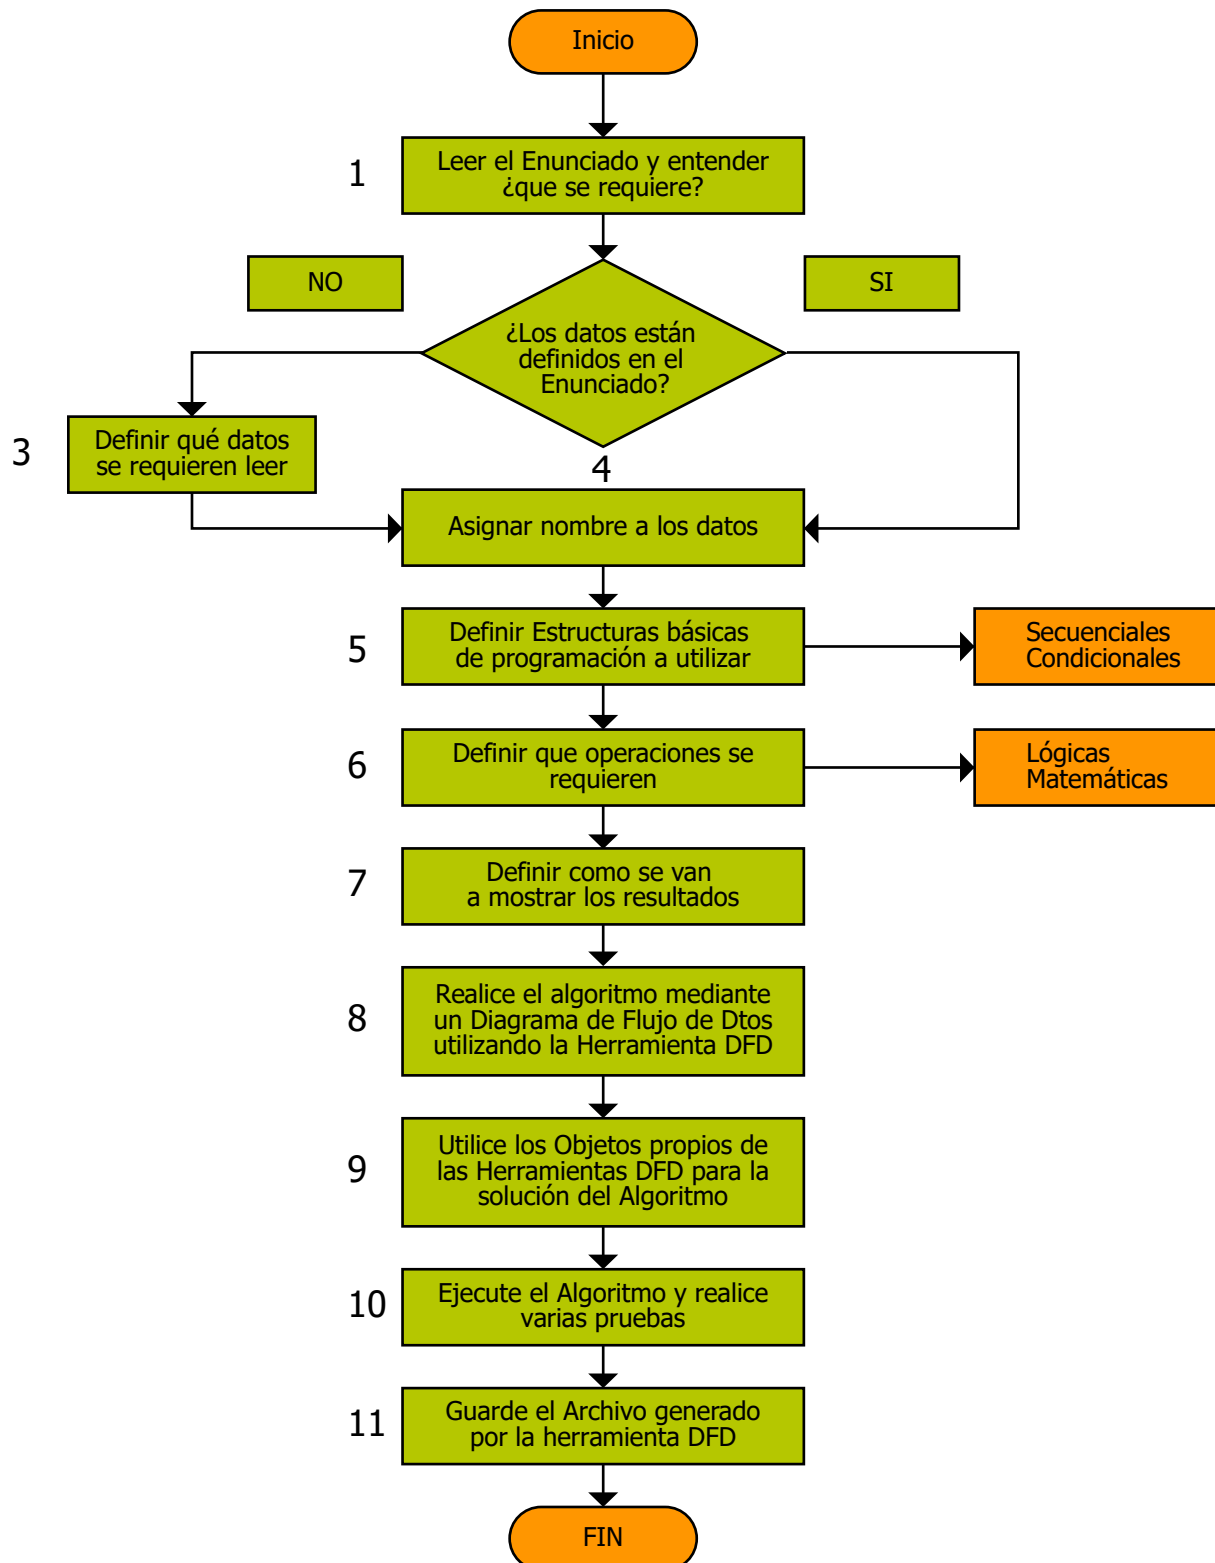 Inicio
1
Leer el Enunciado y entender
¿que se requiere?
NO
SI
¿Los datos están
definidos en el
Enunciado?
3
Definir qué datos
se requieren leer
4
Asignar nombre a los datos
5
Definir Estructuras básicas
de programación a utilizar
Secuenciales
Condicionales
6
Definir que operaciones se
requieren
Lógicas
Matemáticas
7
Definir como se van
a mostrar los resultados
8
Realice el algoritmo mediante
un Diagrama de Flujo de Dtos
utilizando la Herramienta DFD
9
Utilice los Objetos propios de
las Herramientas DFD para la
solución del Algoritmo
10
Ejecute el Algoritmo y realice
varias pruebas
11
Guarde el Archivo generado
por la herramienta DFD
FIN